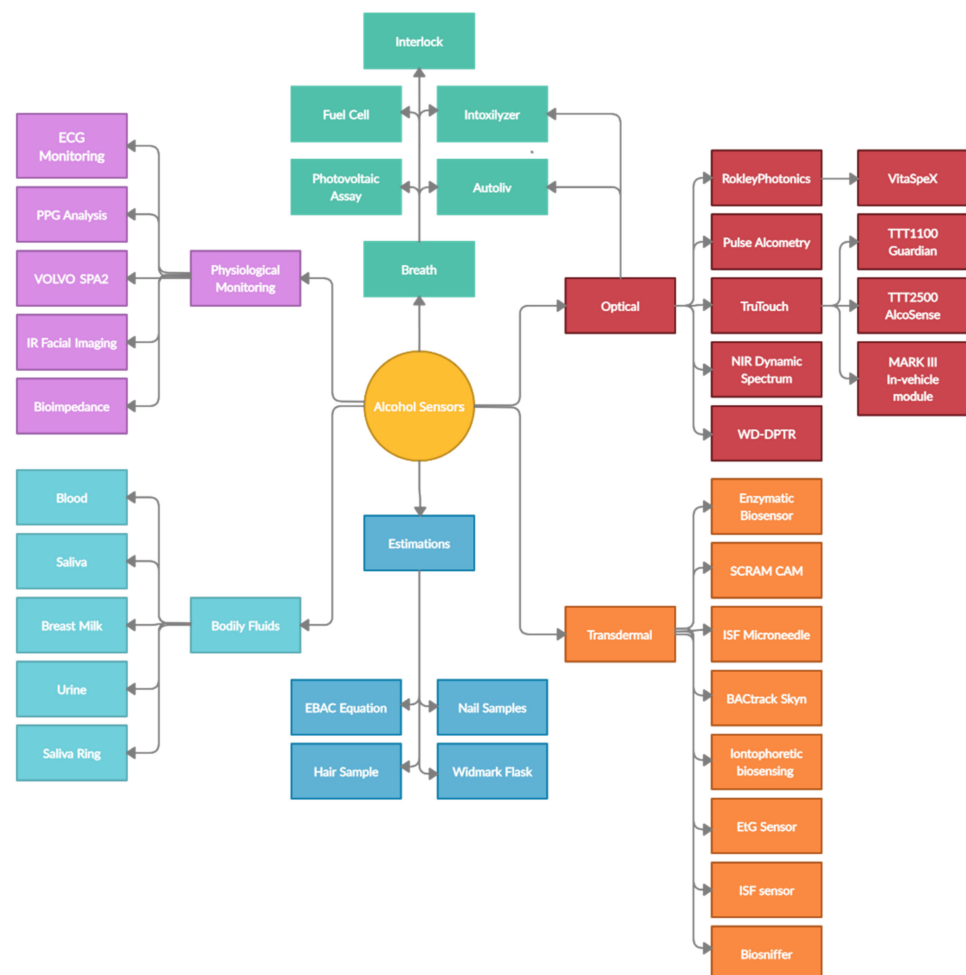 Interlock
Fuel Cell
Intoxilyzer
Photovoltaic
Assay
Autoliv
Breath
ECG
Monitoring
PPG Analysis
VOLVO SPA2
IR Facial Imaging
Bioimpedance
Physiological
Monitoring
Alcohol Sensors
Optical
RokleyPhotonics
VitaSpeX
Pulse Alcometry
TruTouch
TTT1100
Guardian
TTT2500
AlcoSense
MARK III
In-vehicle
module
NIR Dynamic
Spectrum
WD-DPTR
Blood
Saliva
Breast Milk
Urine
Saliva Ring
Bodily Fluids
Estimations
EBAC Equation
Nail Samples
Hair Sample
Widmark Flask
Transdermal
Enzymatic
Biosensor
SCRAM CAM
ISF Microneedle
BACtrack Skyn
Iontophoretic
biosensing
EtG Sensor
ISF sensor
Biosniffer